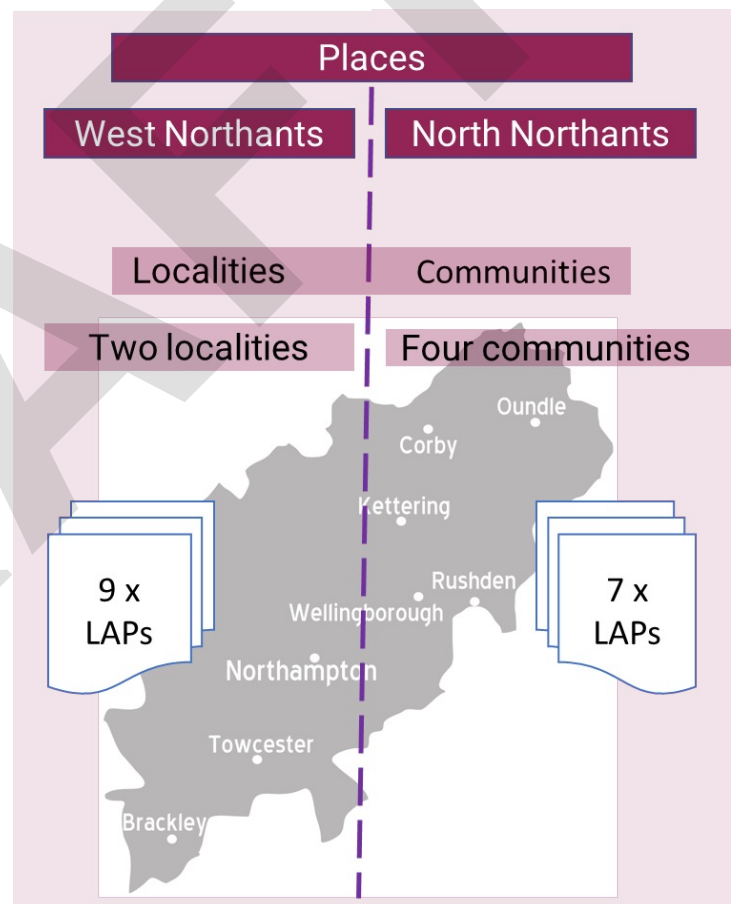 Places
West Northants
North Northants
Localities
Communities
Two localities
Four communities
Oundle
Corby
Kettering
Rushden
Wellingborough
9 x
LAPs
7 x
LAPs
Northampton
Towcester
Brackley